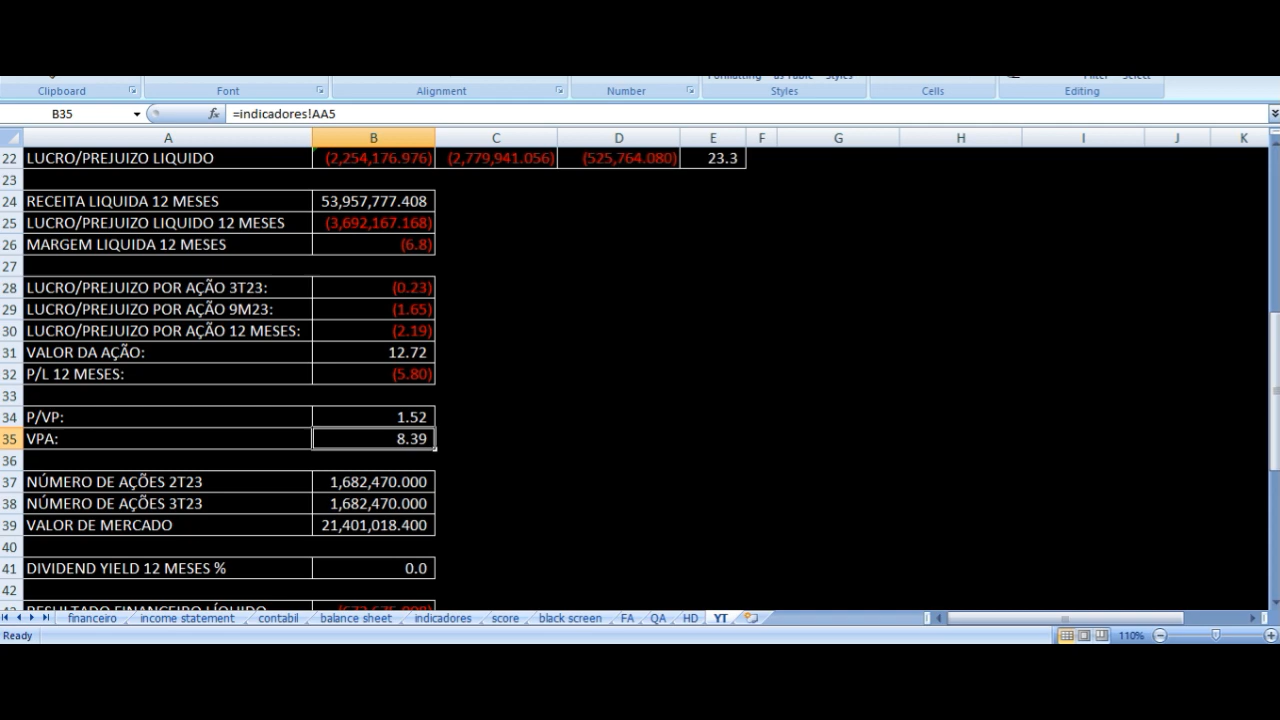 Clipboard Font Alignment Number Styles Cells Editing
B35 fx =indicadores!AA5
A B C D E F G H I J K
22 LUCRO/PREJUIZO LIQUIDO (2,254,176.976) (2,779,941.056) (525,764.080) 23.3
23
24 RECEITA LIQUIDA 12 MESES 53,957,777.408
25 LUCRO/PREJUIZO LIQUIDO 12 MESES (3,692,167.168)
26 MARGEM LIQUIDA 12 MESES (6.8)
27
28 LUCRO/PREJUIZO POR AÇÃO 3T23: (0.23)
29 LUCRO/PREJUIZO POR AÇÃO 9M23: (1.65)
30 LUCRO/PREJUIZO POR AÇÃO 12 MESES: (2.19)
31 VALOR DA AÇÃO: 12.72
32 P/L 12 MESES: (5.80)
33
34 P/VP: 1.52
35 VPA: 8.39
36
37 NÚMERO DE AÇÕES 2T23 1,682,470.000
38 NÚMERO DE AÇÕES 3T23 1,682,470.000
39 VALOR DE MERCADO 21,401,018.400
40
41 DIVIDEND YIELD 12 MESES % 0.0
42
financeiro income statement contabil balance sheet indicadores score black screen FA QA HD YT
Ready 110%